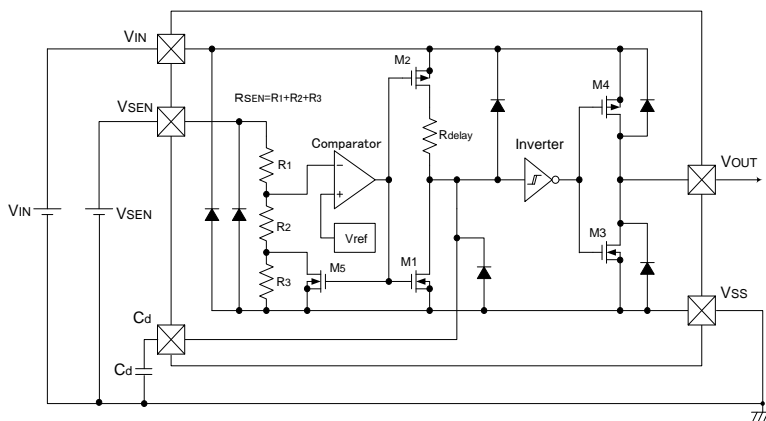 VIN
M2
M4
RSEN=R1+R2+R3
VSEN
Comparator
Rdelay
Inverter
R1
VOUT
VIN
VSEN
R2
Vref
M3
M5
M1
R3
VSS
Cd
Cd